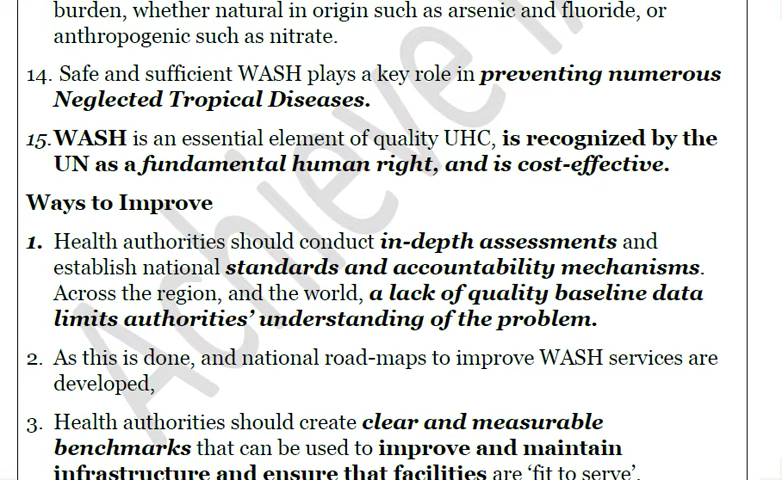 burden, whether natural in origin such as arsenic and fluoride, or
anthropogenic such as nitrate.
14. Safe and sufficient WASH plays a key role in preventing numerous
Neglected Tropical Diseases.
15. WASH is an essential element of quality UHC, is recognized by the
UN as a fundamental human right, and is cost-effective.
Ways to Improve
1. Health authorities should conduct in-depth assessments and
establish national standards and accountability mechanisms.
Across the region, and the world, a lack of quality baseline data
limits authorities’ understanding of the problem.
2. As this is done, and national road-maps to improve WASH services are
developed,
3. Health authorities should create clear and measurable
benchmarks that can be used to improve and maintain
infrastructure and ensure that facilities are ‘fit to serve’.
Achieve